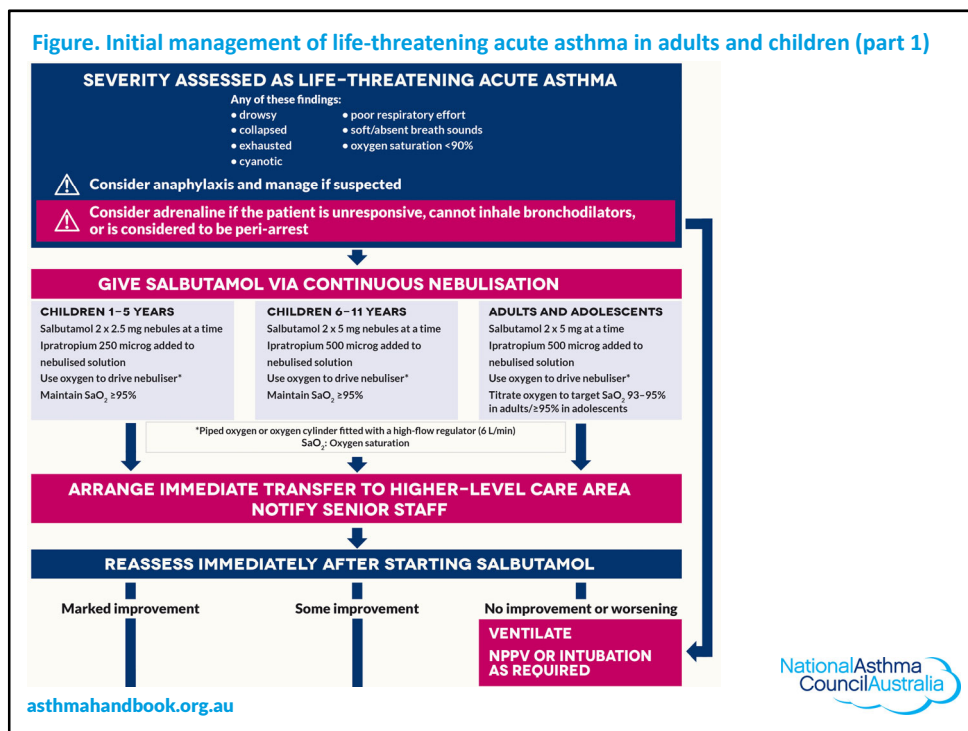 Figure. Initial management of life-threatening acute asthma in adults and children (part 1)
SEVERITY ASSESSED AS LIFE-THREATENING ACUTE ASTHMA
Any of these findings:
• drowsy
• collapsed
• exhausted
• cyanotic
• poor respiratory effort
• soft/absent breath sounds
• oxygen saturation <90%
Consider anaphylaxis and manage if suspected
Consider adrenaline if the patient is unresponsive, cannot inhale bronchodilators,
or is considered to be peri-arrest
GIVE SALBUTAMOL VIA CONTINUOUS NEBULISATION
CHILDREN 1–5 YEARS
Salbutamol 2 x 2.5 mg nebules at a time
Ipratropium 250 microg added to
nebulised solution
Use oxygen to drive nebuliser*
Maintain SaO₂ ≥95%
CHILDREN 6–11 YEARS
Salbutamol 2 x 5 mg nebules at a time
Ipratropium 500 microg added to
nebulised solution
Use oxygen to drive nebuliser*
Maintain SaO₂ ≥95%
ADULTS AND ADOLESCENTS
Salbutamol 2 x 5 mg at a time
Ipratropium 500 microg added to
nebulised solution
Use oxygen to drive nebuliser*
Titrate oxygen to target SaO₂ 93–95%
in adults/≥95% in adolescents
*Piped oxygen or oxygen cylinder fitted with a high-flow regulator (6 L/min)
SaO₂: Oxygen saturation
ARRANGE IMMEDIATE TRANSFER TO HIGHER-LEVEL CARE AREA
NOTIFY SENIOR STAFF
REASSESS IMMEDIATELY AFTER STARTING SALBUTAMOL
Marked improvement
Some improvement
No improvement or worsening
VENTILATE
NPPV OR INTUBATION
AS REQUIRED
asthmahandbook.org.au
NationalAsthma
CouncilAustralia